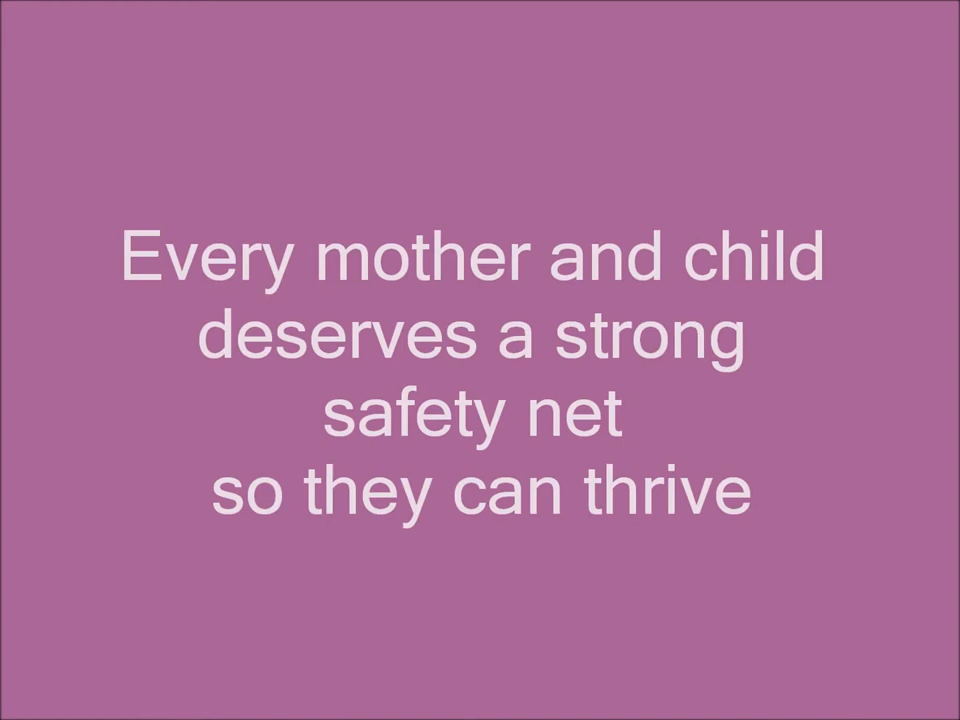 Every mother and child
deserves a strong
safety net
so they can thrive